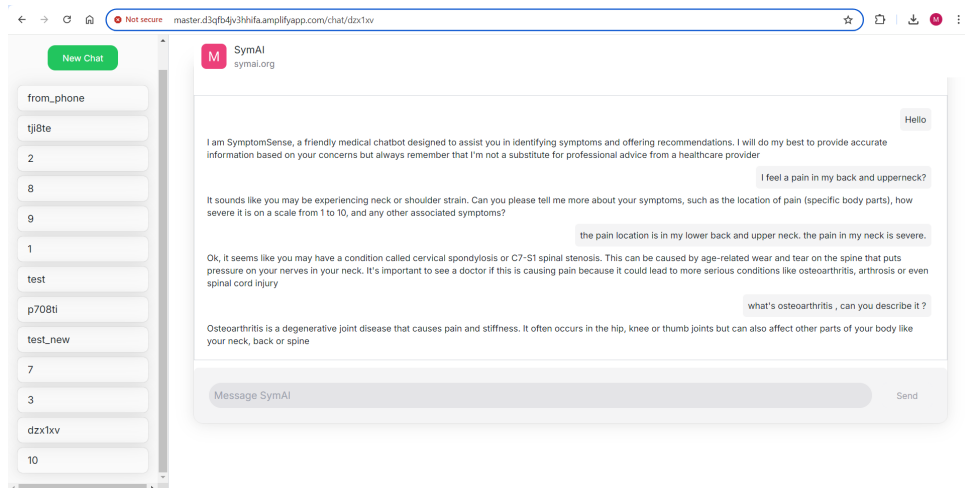 Not secure
master.d3qfb4jv3hhifa.amplifyapp.com/chat/dzx1xv
M
New Chat
from_phone
tji8te
2
8
9
1
test
p708ti
test_new
7
3
dzx1xv
10
M
SymAI
symai.org
Hello
I am SymptomSense, a friendly medical chatbot designed to assist you in identifying symptoms and offering recommendations. I will do my best to provide accurate
information based on your concerns but always remember that I'm not a substitute for professional advice from a healthcare provider
I feel a pain in my back and upperneck?
It sounds like you may be experiencing neck or shoulder strain. Can you please tell me more about your symptoms, such as the location of pain (specific body parts), how
severe it is on a scale from 1 to 10, and any other associated symptoms?
the pain location is in my lower back and upper neck. the pain in my neck is severe.
Ok, it seems like you may have a condition called cervical spondylosis or C7-S1 spinal stenosis. This can be caused by age-related wear and tear on the spine that puts
pressure on your nerves in your neck. It's important to see a doctor if this is causing pain because it could lead to more serious conditions like osteoarthritis, arthrosis or even
spinal cord injury
what's osteoarthritis , can you describe it ?
Osteoarthritis is a degenerative joint disease that causes pain and stiffness. It often occurs in the hip, knee or thumb joints but can also affect other parts of your body like
your neck, back or spine
Message SymAI
Send